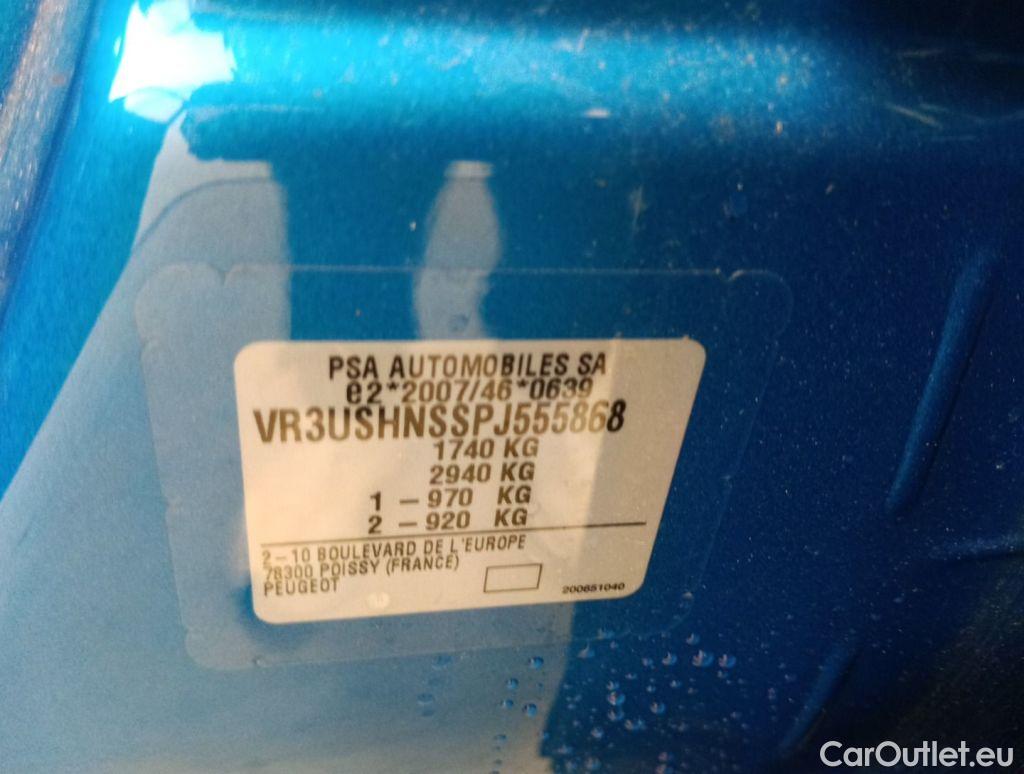 PSA AUTOMOBILES SA
e2*2007/46*0639
VR3USHNSSPJ555868
1740 KG
2940 KG
1 – 970 KG
2 – 920 KG
2–10 BOULEVARD DE L'EUROPE
78300 POISSY (FRANCE)
PEUGEOT
200651040
CarOutlet.eu